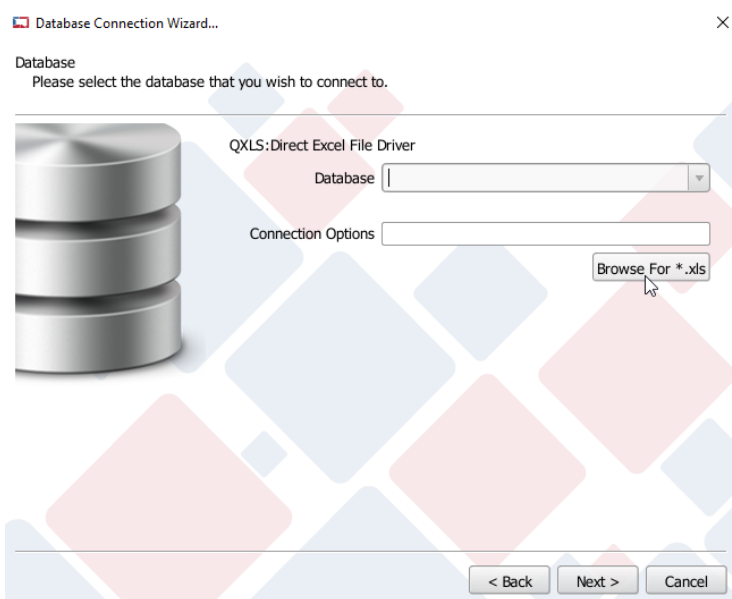 Database Connection Wizard...
Database
Please select the database that you wish to connect to.
QXLS:Direct Excel File Driver
Database
Connection Options
Browse For *.xls
< Back Next > Cancel